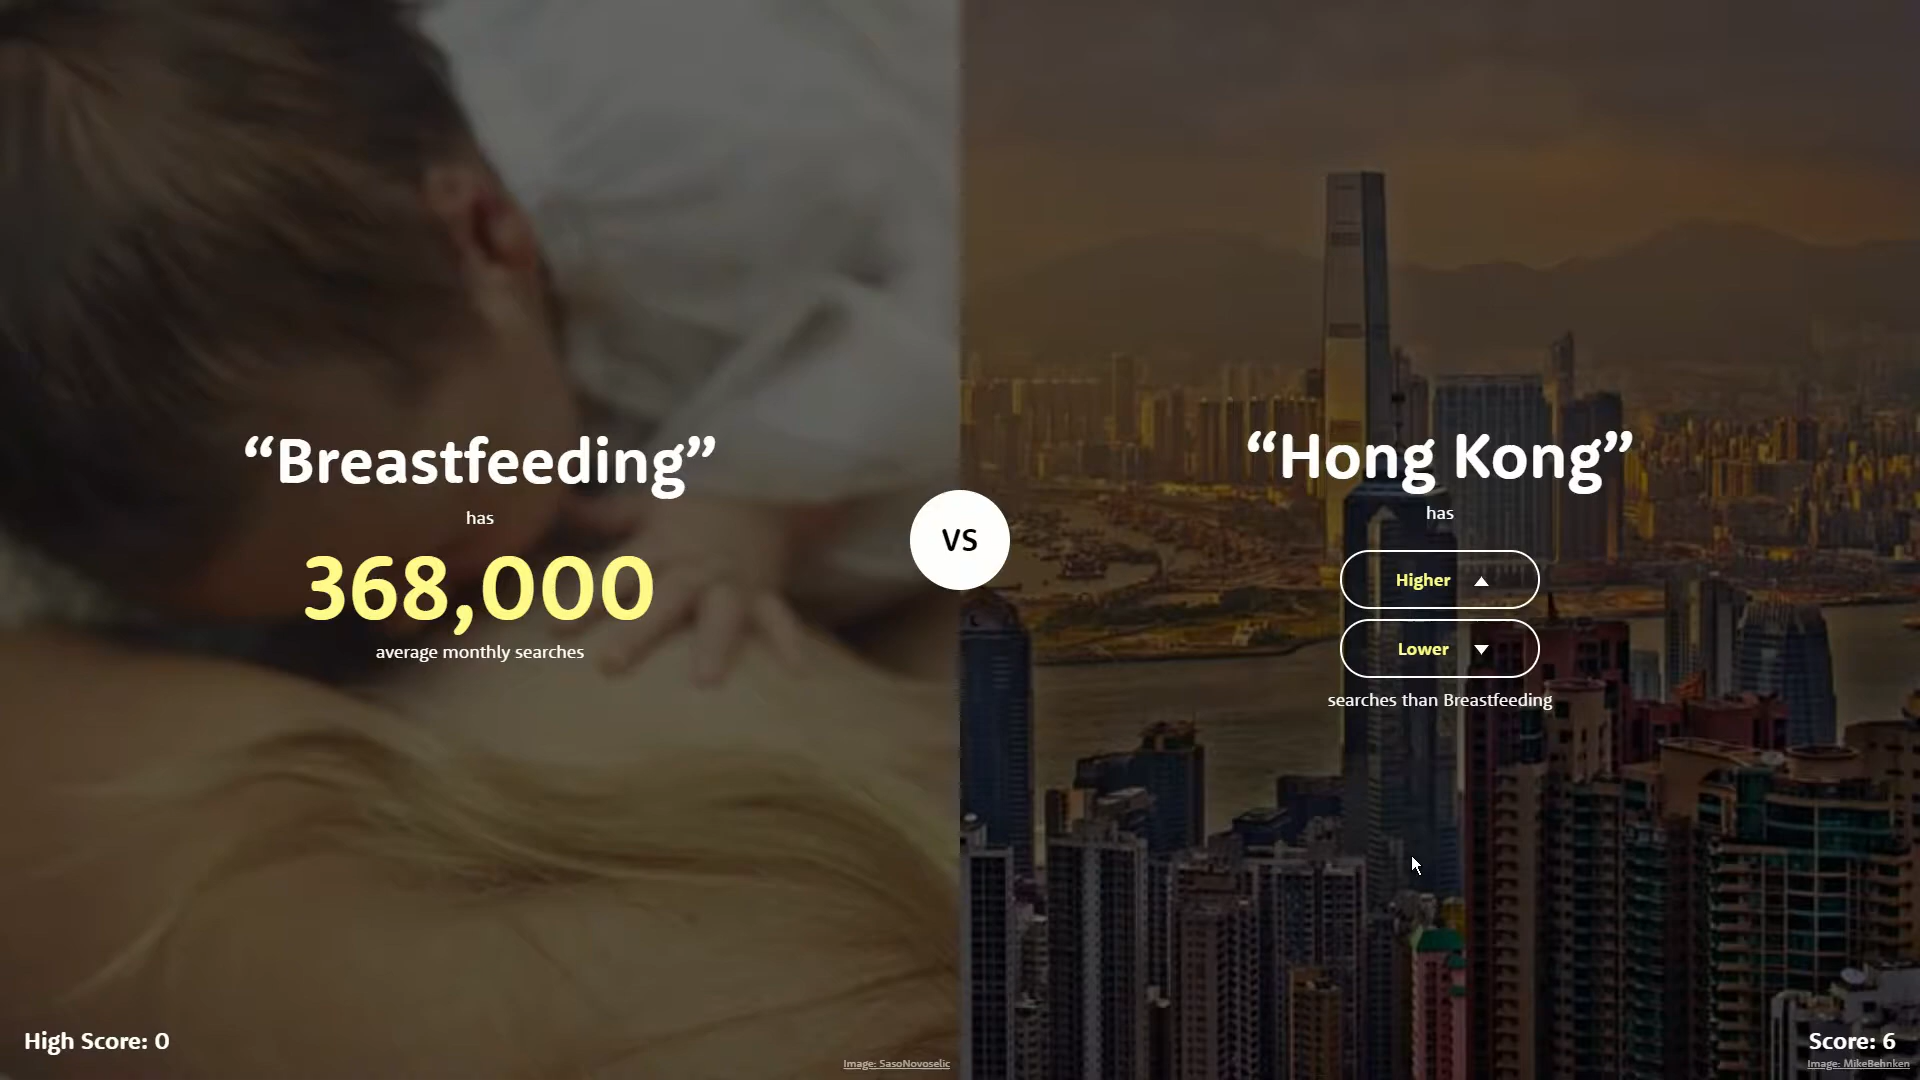 “Breastfeeding”
has
368,000
average monthly searches
VS
“Hong Kong”
has
Higher
Lower
searches than Breastfeeding
High Score: 0
Image: SasoNovoselic
Score: 6
Image: MikeBehnken